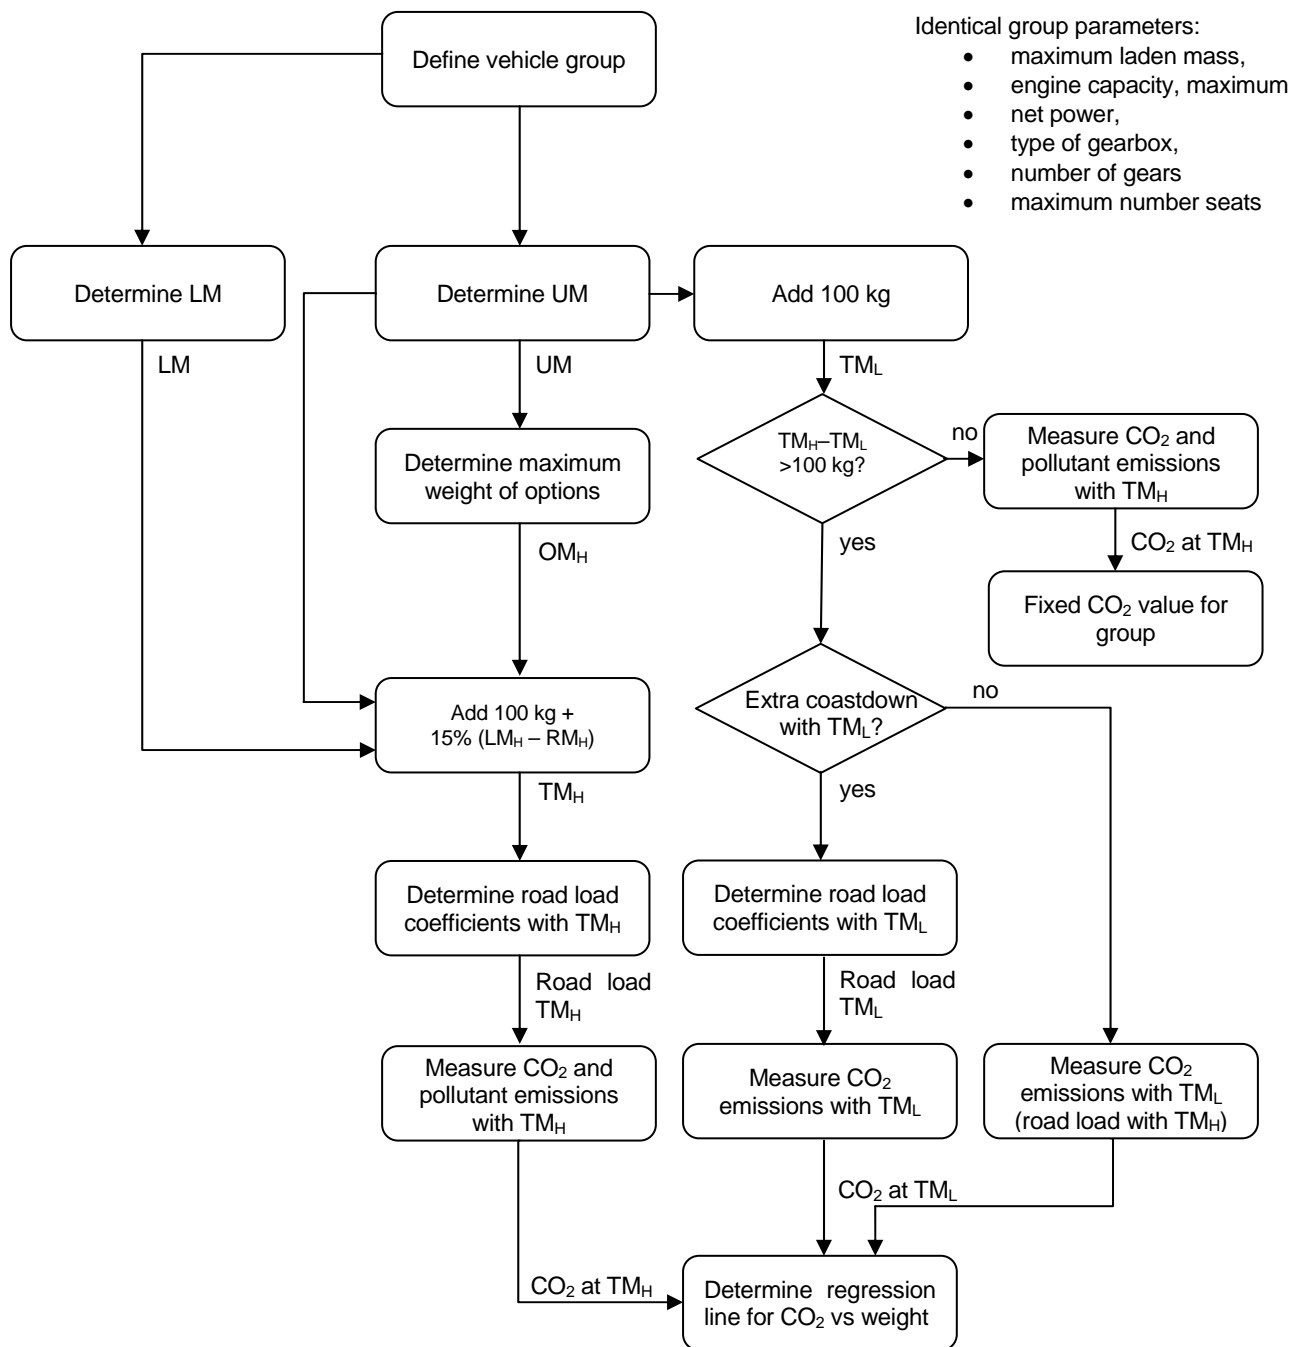 Identical group parameters:
• maximum laden mass,
• engine capacity, maximum
• net power,
• type of gearbox,
• number of gears
• maximum number seats
Define vehicle group
Determine LM
Determine UM
Add 100 kg
LM
UM
TML
TMH–TML
>100 kg?
no
Measure CO2 and
pollutant emissions
with TMH
Determine maximum
weight of options
yes
CO2 at TMH
OMH
Fixed CO2 value for
group
Add 100 kg +
15% (LMH – RMH)
Extra coastdown
with TML?
no
TMH
yes
Determine road load
coefficients with TMH
Determine road load
coefficients with TML
Road load
TMH
Road load
TML
Measure CO2 and
pollutant emissions
with TMH
Measure CO2
emissions with TML
Measure CO2
emissions with TML
(road load with TMH)
CO2 at TML
CO2 at TMH
Determine regression
line for CO2 vs weight